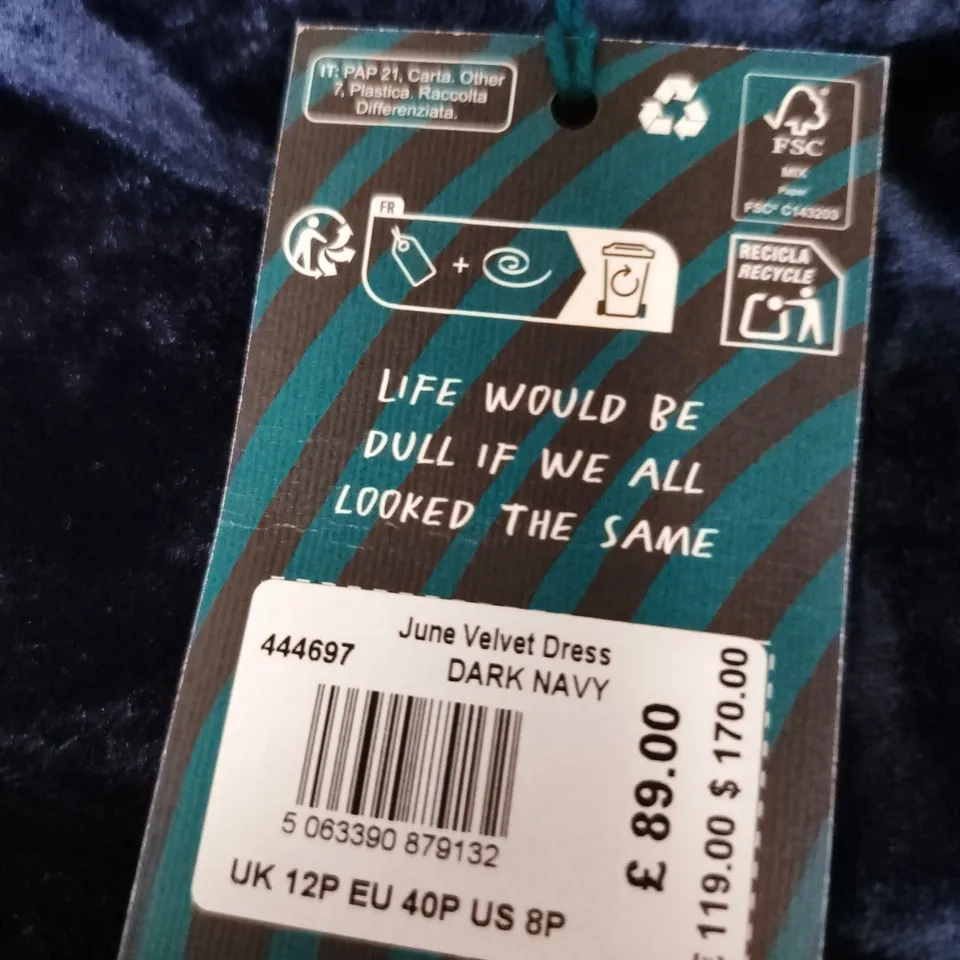 IT: PAP 21, Carta. Other
7, Plastica. Raccolta
Differenziata.
FSC
MIX
Paper
FSC® C143203
FR
+
RECICLA
RECYCLE
LIFE WOULD BE
DULL IF WE ALL
LOOKED THE SAME
June Velvet Dress
444697
DARK NAVY
5 063390 879132
UK 12P EU 40P US 8P
£ 89.00
119.00 $ 170.00